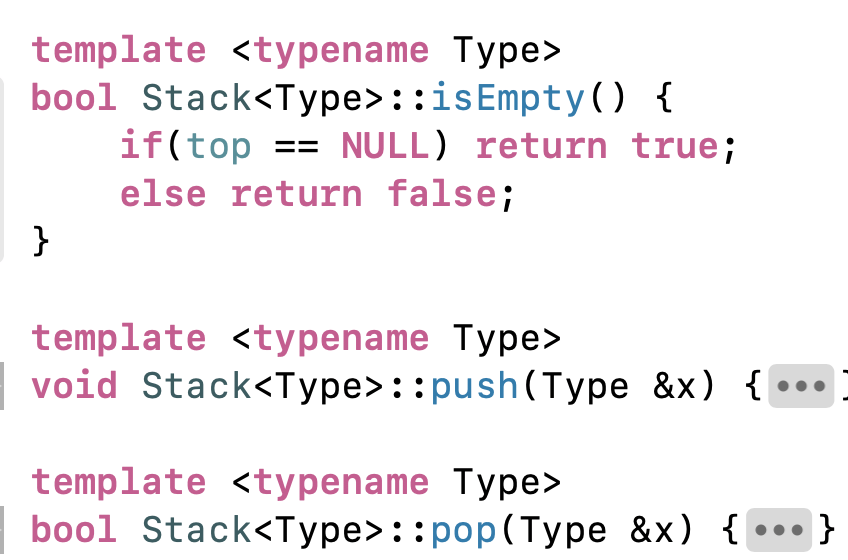 template <typename Type>
bool Stack<Type>::isEmpty() {
    if(top == NULL) return true;
    else return false;
}
template <typename Type>
void Stack<Type>::push(Type &x) {•••}
template <typename Type>
bool Stack<Type>::pop(Type &x) {•••}